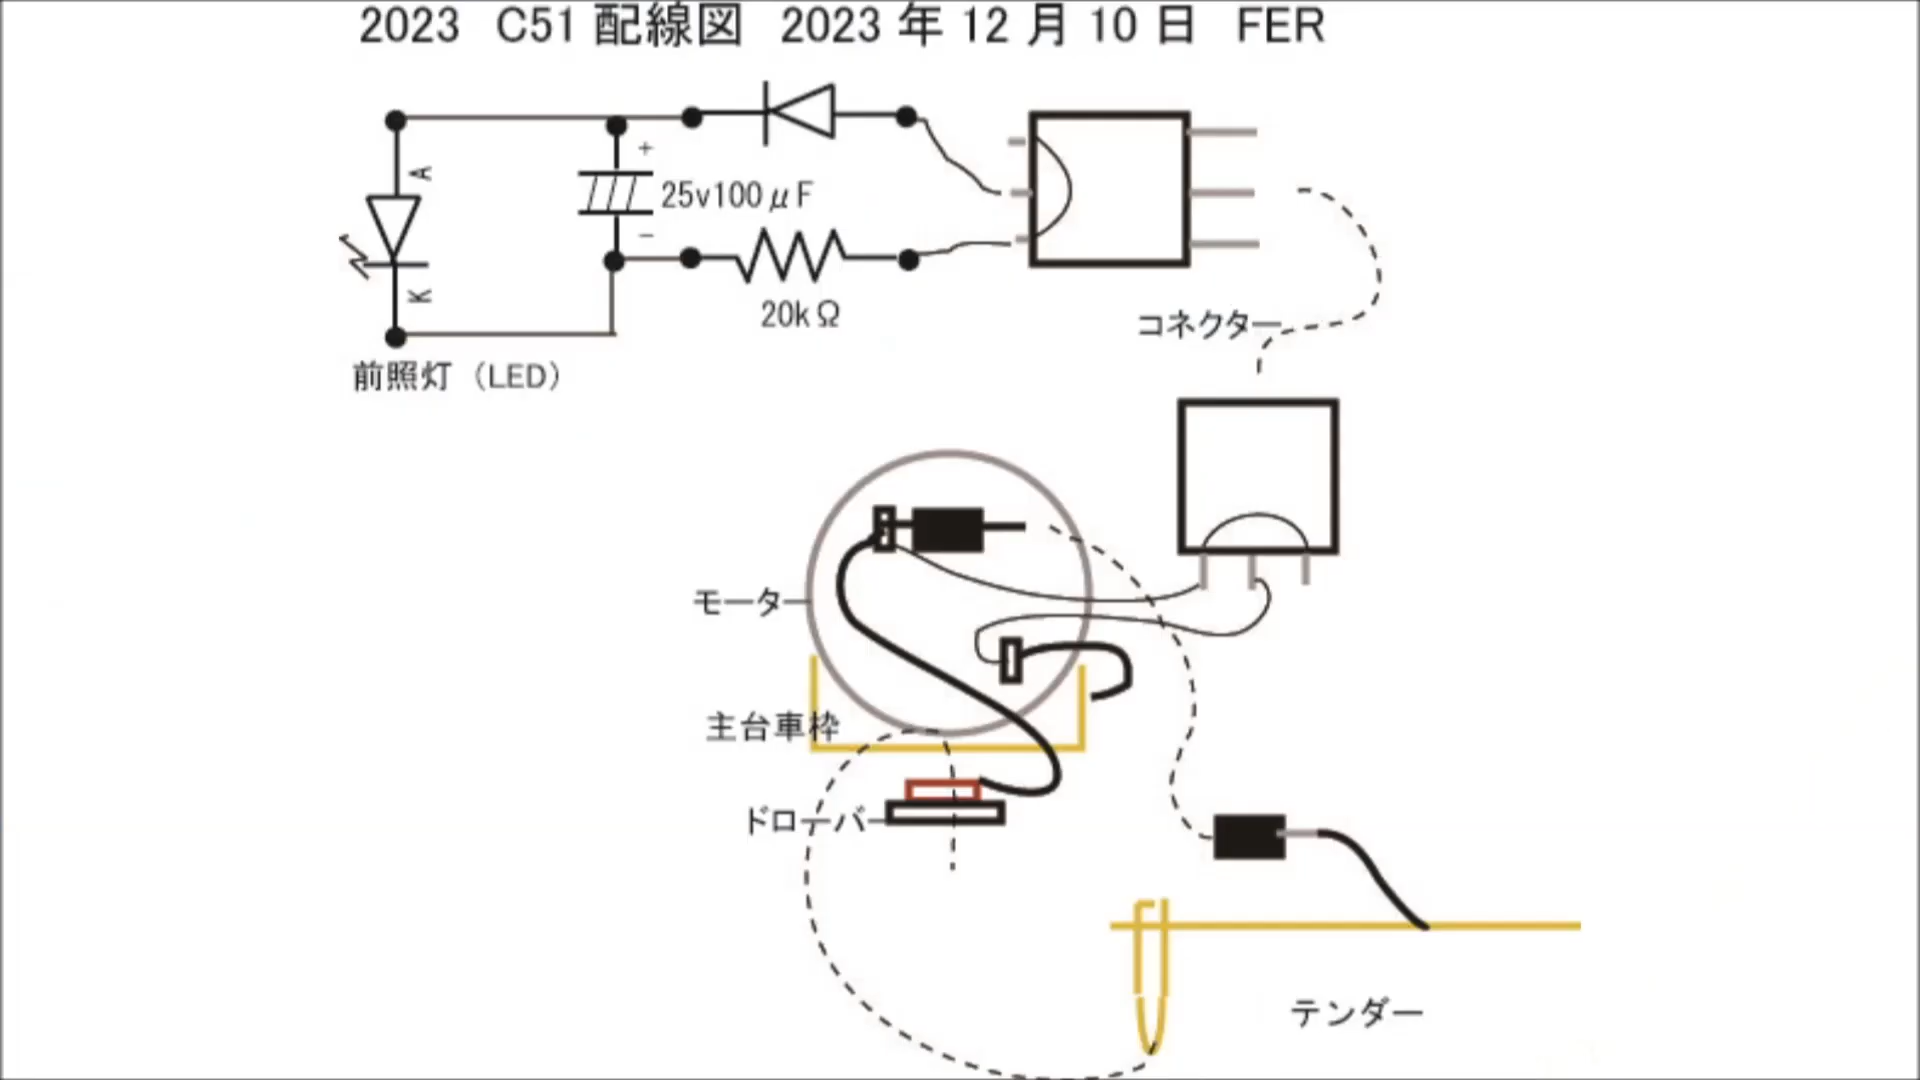 2023 C51 配線図 2023 年 12 月 10 日 FER
A
+
25v100μF
−
K
20kΩ
コネクター
前照灯（LED）
モーター
主台車枠
ドローバー
テンダー